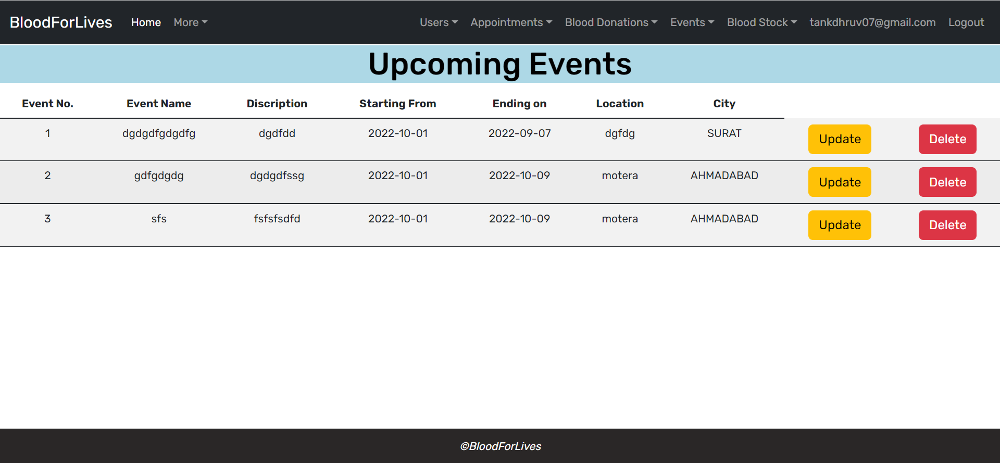 BloodForLives Home More Users Appointments Blood Donations Events Blood Stock tankdhruv07@gmail.com Logout
Upcoming Events
Event No. Event Name Discription Starting From Ending on Location City
1 dgdgdfgdgdfg dgdfdd 2022-10-01 2022-09-07 dgfdg SURAT Update Delete
2 gdfgdgdg dgdgdfssg 2022-10-01 2022-10-09 motera AHMADABAD Update Delete
3 sfs fsfsfsdfd 2022-10-01 2022-10-09 motera AHMADABAD Update Delete
©BloodForLives